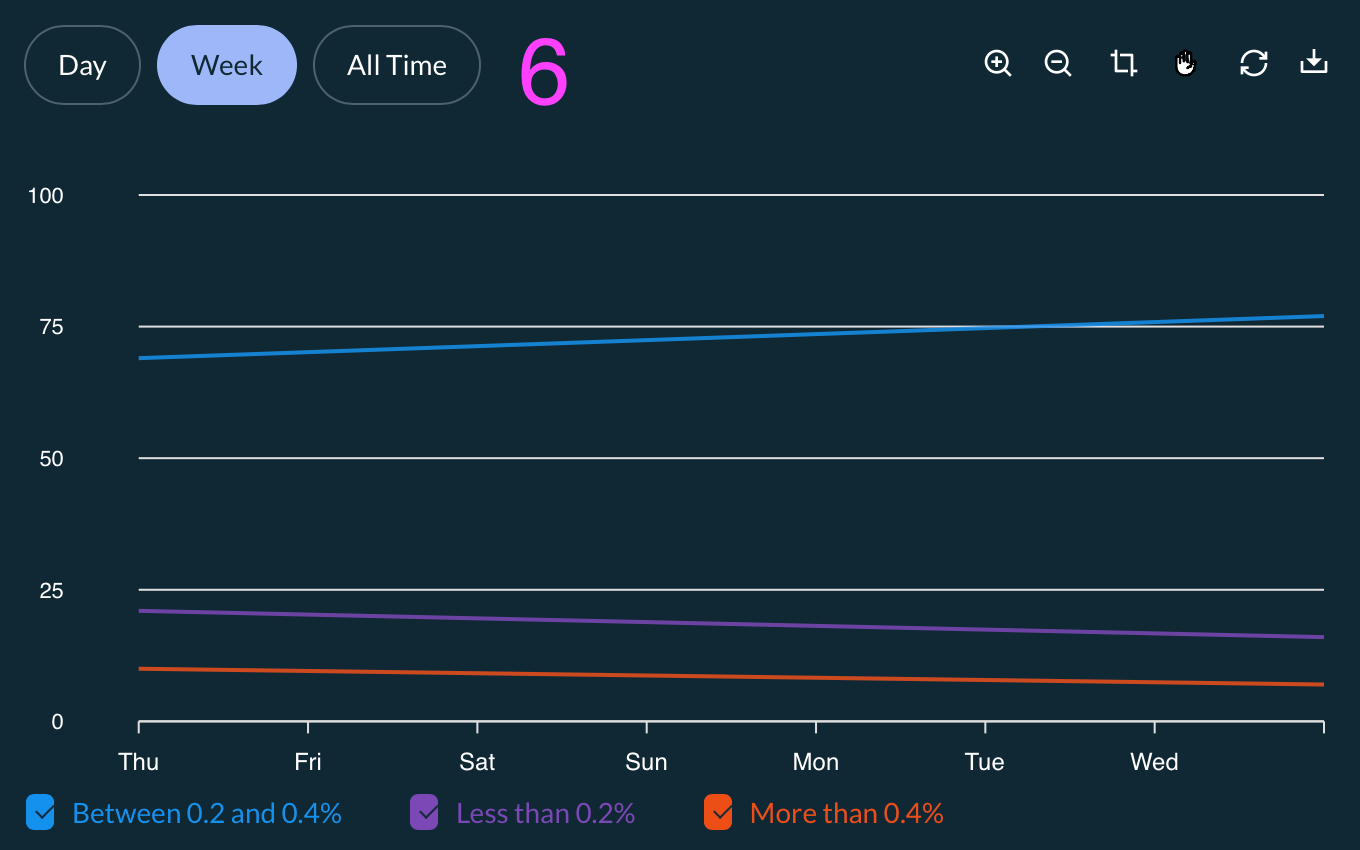 Day Week All Time 6
100
75
50
25
0
Thu Fri Sat Sun Mon Tue Wed
Between 0.2 and 0.4% Less than 0.2% More than 0.4%